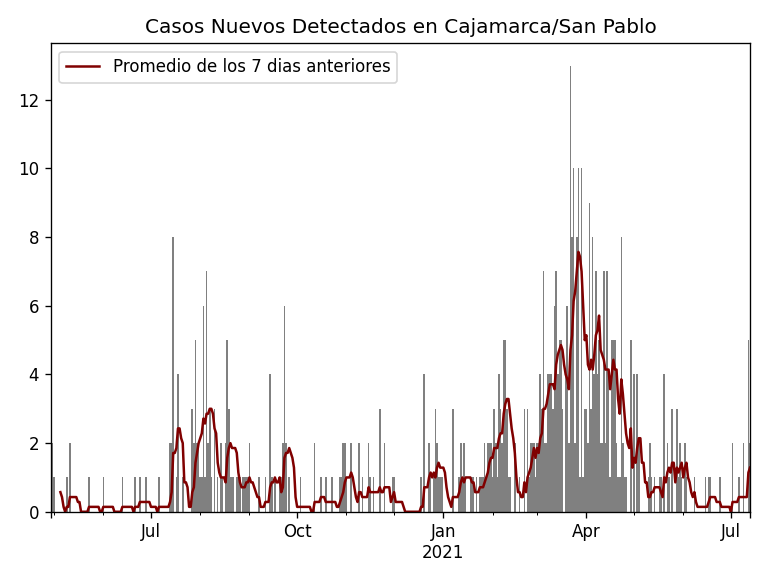 Casos Nuevos Detectados en Cajamarca/San Pablo
Promedio de los 7 dias anteriores
12
10
8
6
4
2
0
Jul
Oct
Jan
2021
Apr
Jul